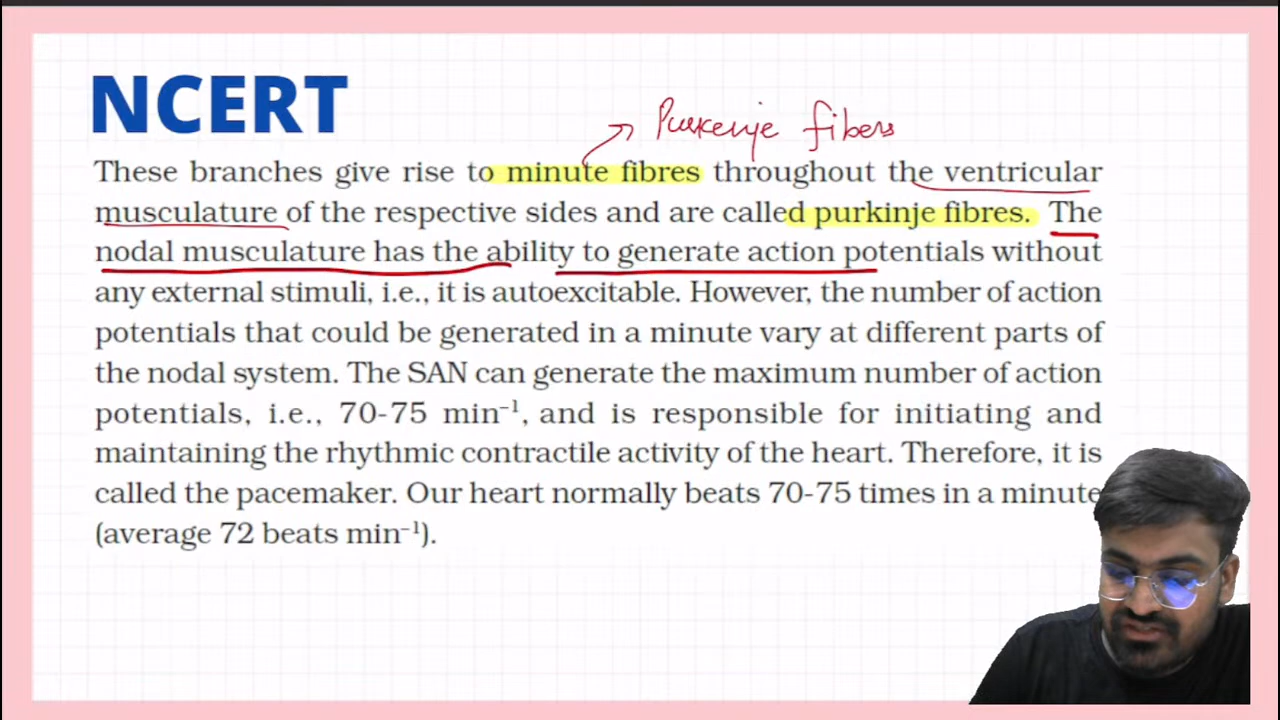 NCERT
Purkenje fibers
These branches give rise to minute fibres throughout the ventricular
musculature of the respective sides and are called purkinje fibres. The
nodal musculature has the ability to generate action potentials without
any external stimuli, i.e., it is autoexcitable. However, the number of action
potentials that could be generated in a minute vary at different parts of
the nodal system. The SAN can generate the maximum number of action
potentials, i.e., 70-75 min⁻¹, and is responsible for initiating and
maintaining the rhythmic contractile activity of the heart. Therefore, it is
called the pacemaker. Our heart normally beats 70-75 times in a minute
(average 72 beats min⁻¹).